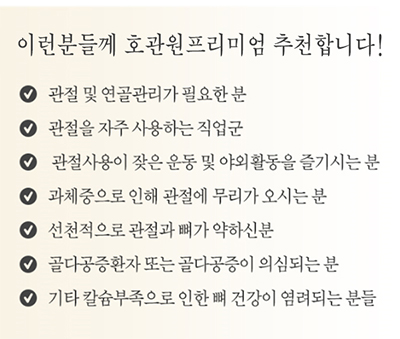 이런분들께 호관원프리미엄 추천합니다!
관절 및 연골관리가 필요한 분
관절을 자주 사용하는 직업군
관절사용이 잦은 운동 및 야외활동을 즐기시는 분
과체중으로 인해 관절에 무리가 오시는 분
선천적으로 관절과 뼈가 약하신분
골다공증환자 또는 골다공증이 의심되는 분
기타 칼슘부족으로 인한 뼈 건강이 염려되는 분들